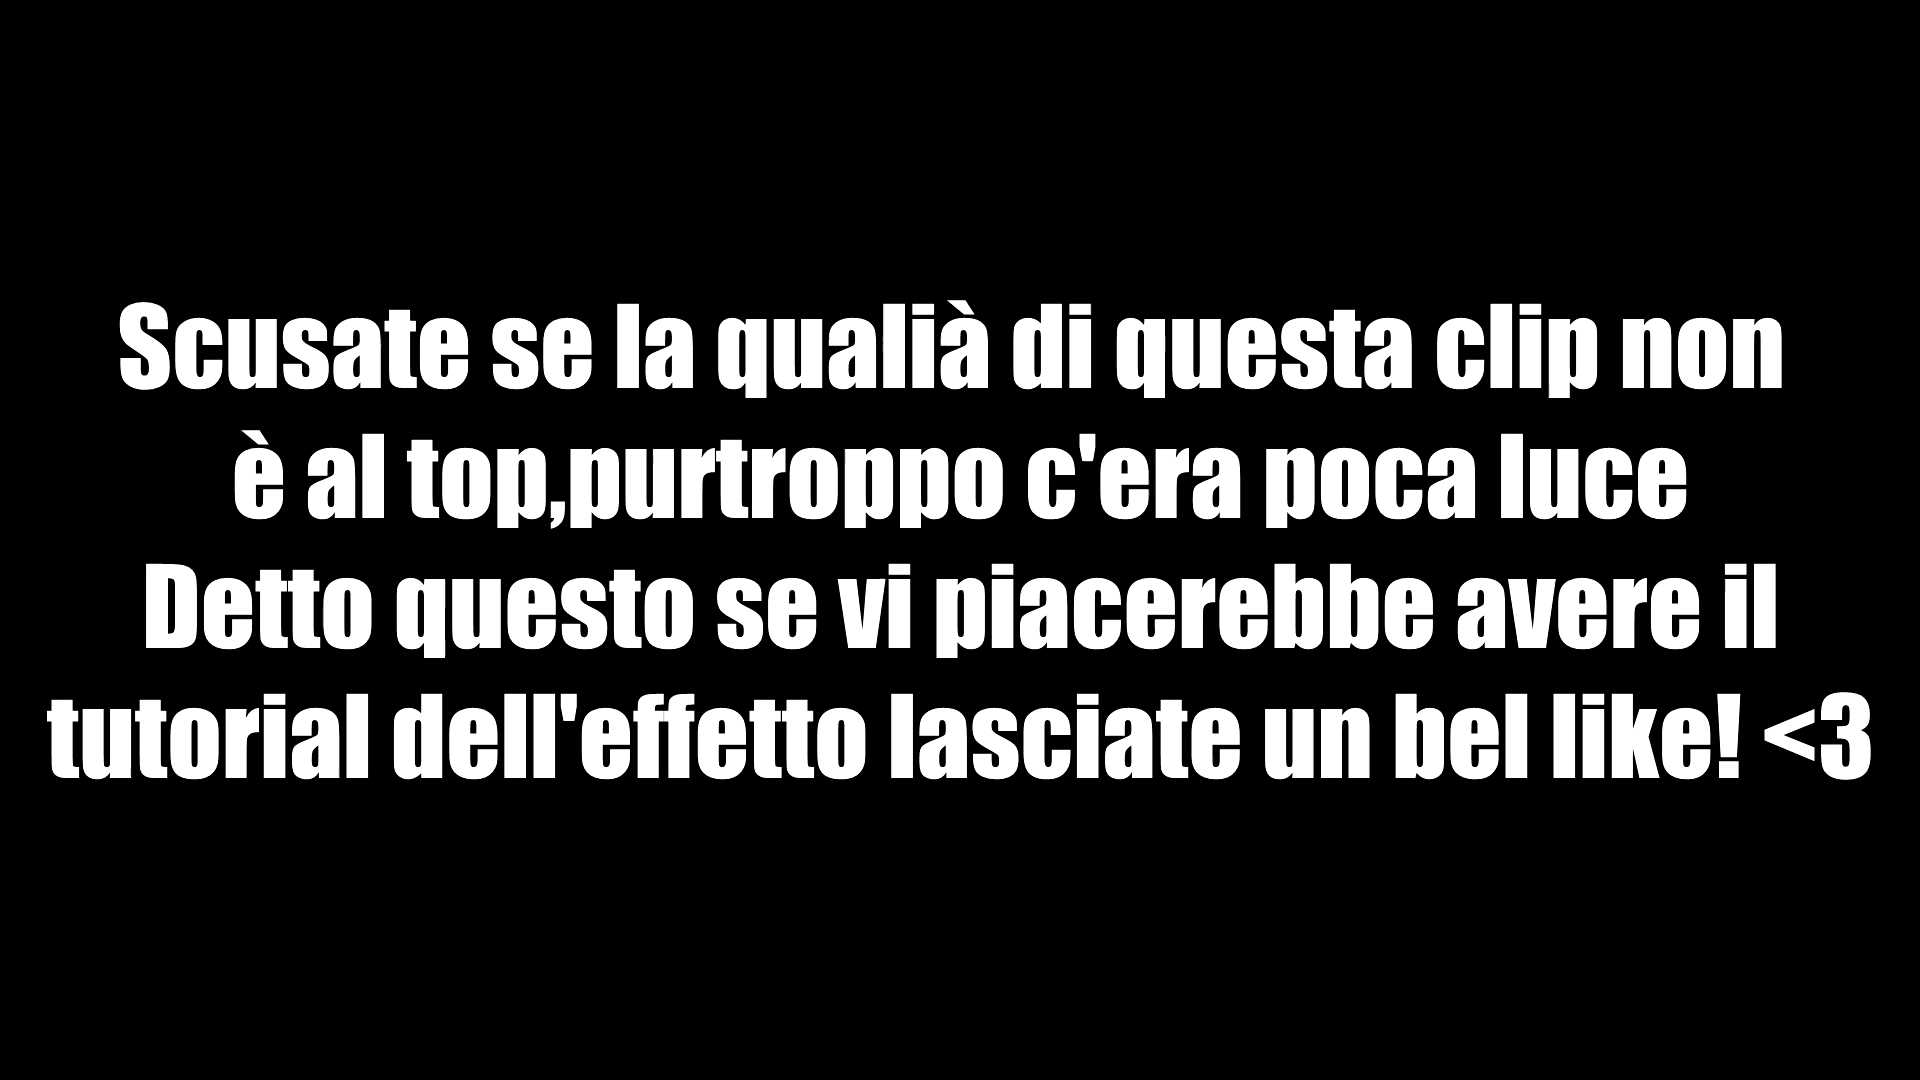 Scusate se la qualià di questa clip non
è al top,purtroppo c'era poca luce
Detto questo se vi piacerebbe avere il
tutorial dell'effetto lasciate un bel like! <3